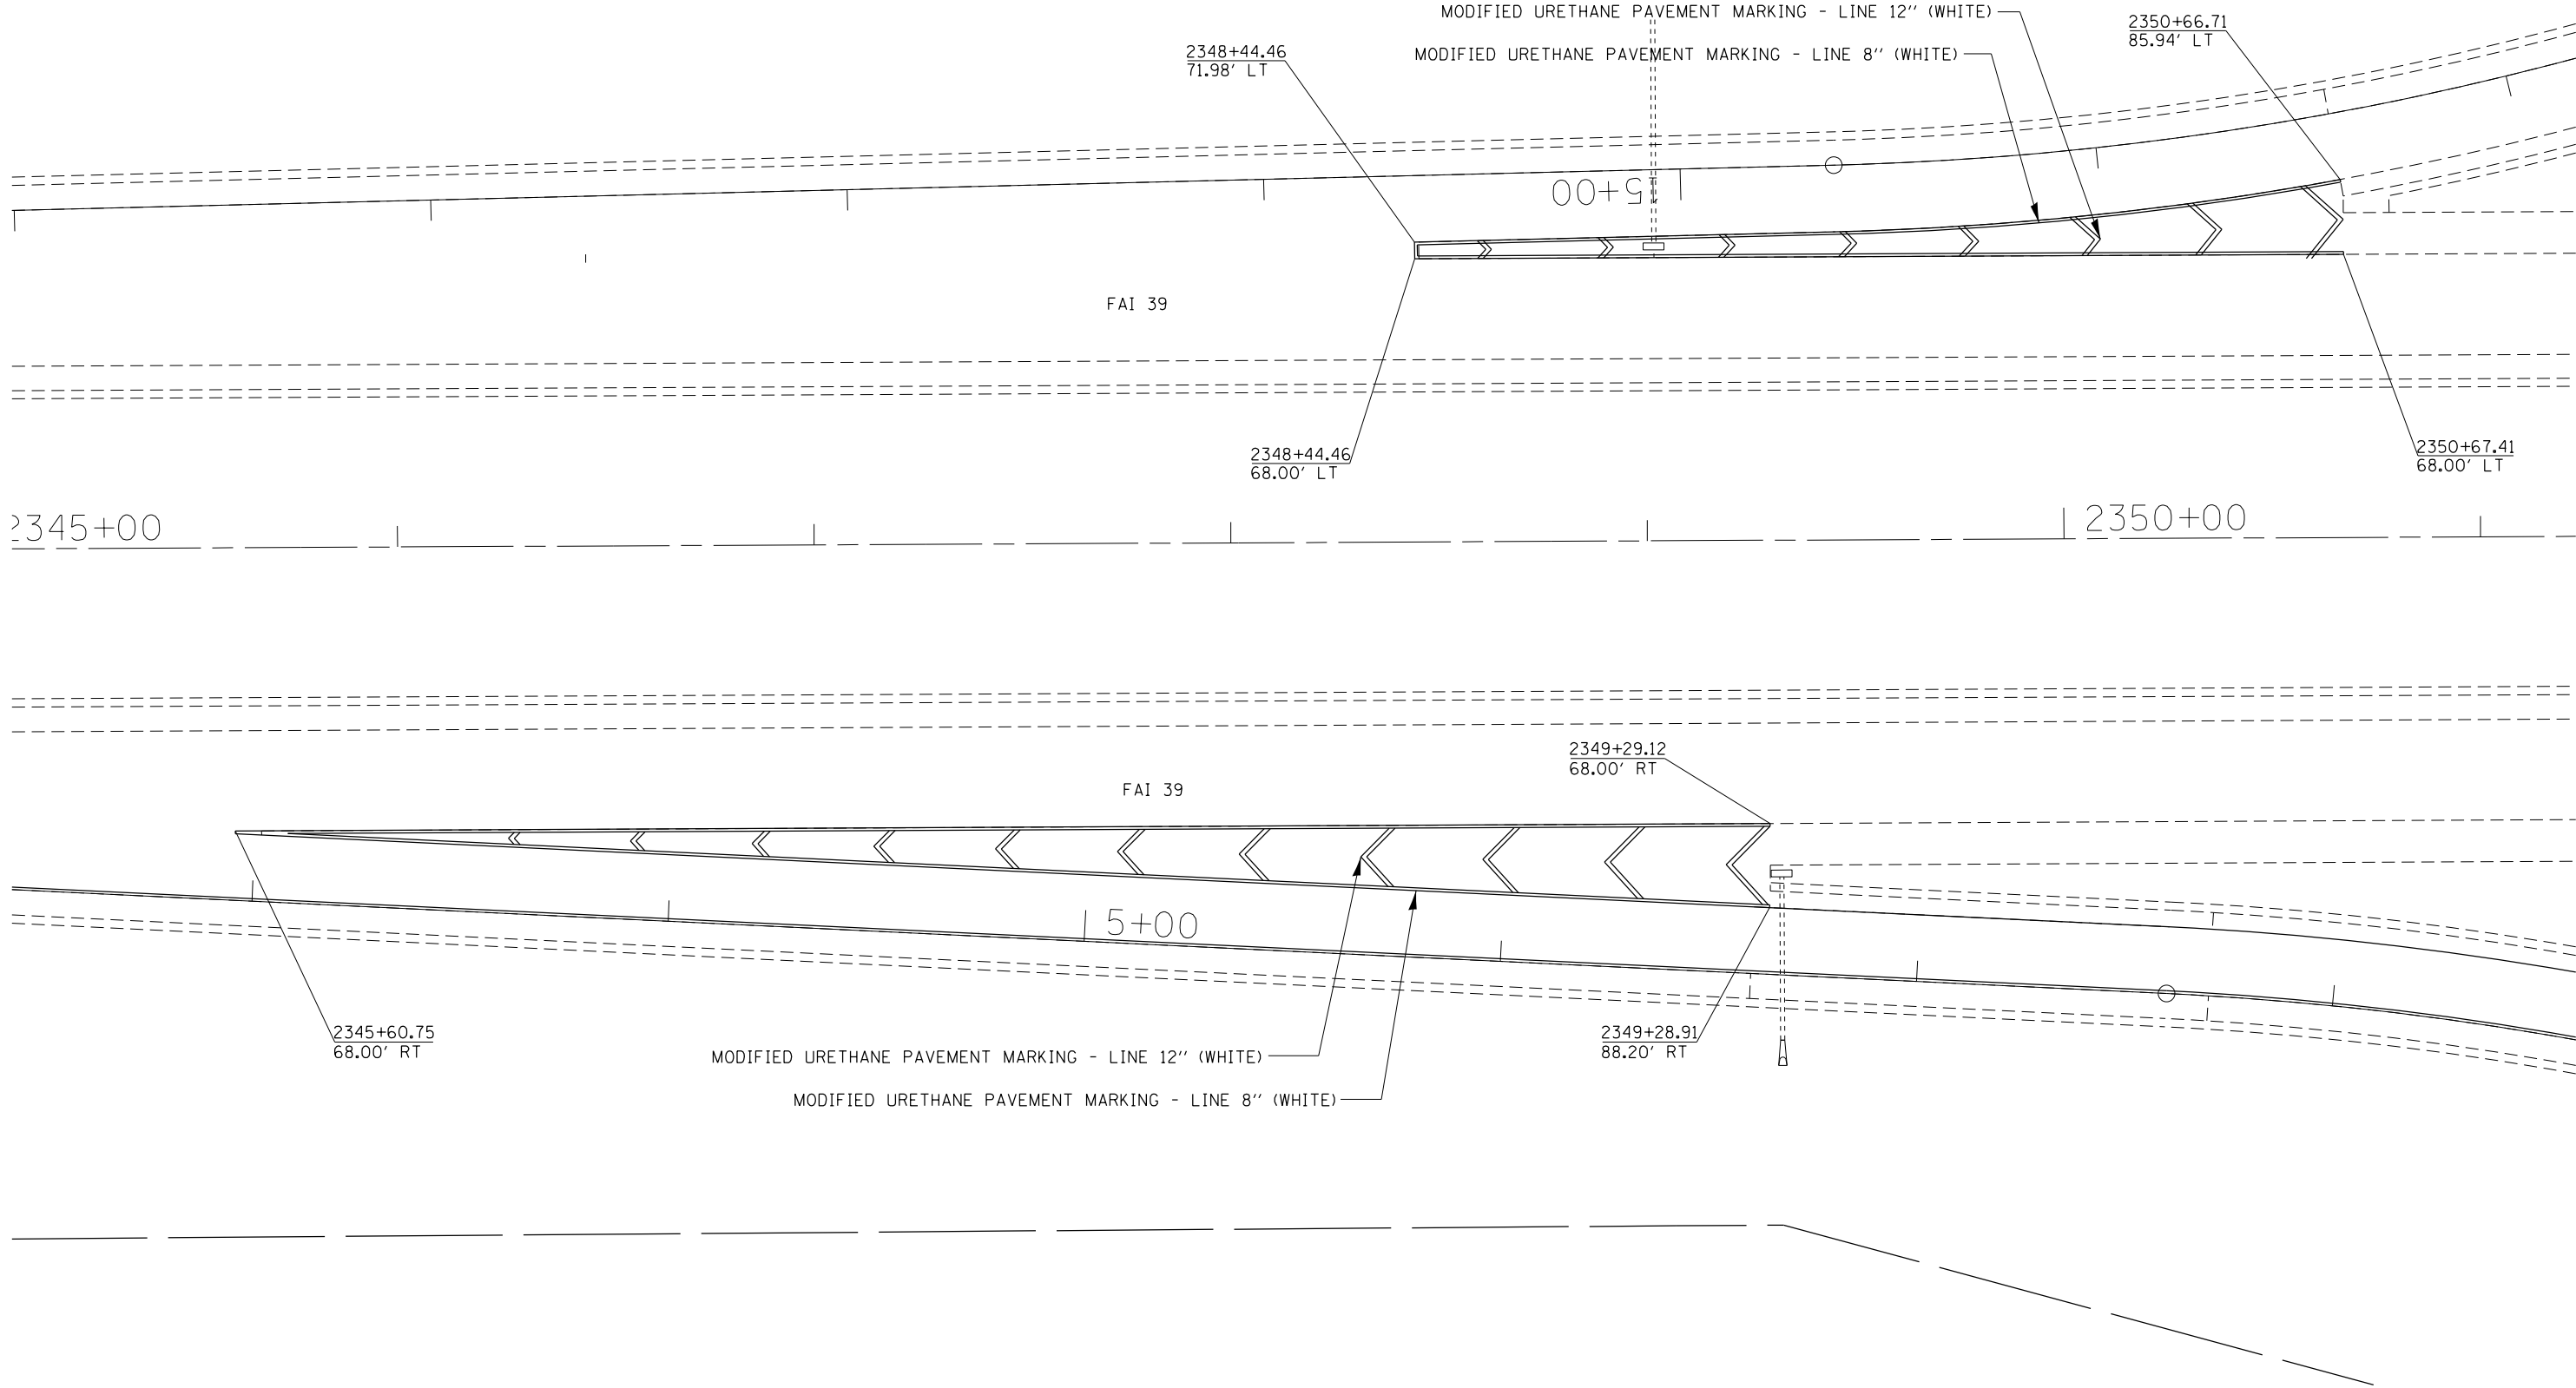 MODIFIED URETHANE PAVEMENT MARKING - LINE 12" (WHITE)
2350+66.71
85.94' LT
2348+44.46
71.98' LT
MODIFIED URETHANE PAVEMENT MARKING - LINE 8" (WHITE)
15+00
FAI 39
2348+44.46
68.00' LT
2350+67.41
68.00' LT
2345+00
2350+00
2349+29.12
68.00' RT
FAI 39
5+00
2345+60.75
68.00' RT
2349+28.91
88.20' RT
MODIFIED URETHANE PAVEMENT MARKING - LINE 12" (WHITE)
MODIFIED URETHANE PAVEMENT MARKING - LINE 8" (WHITE)